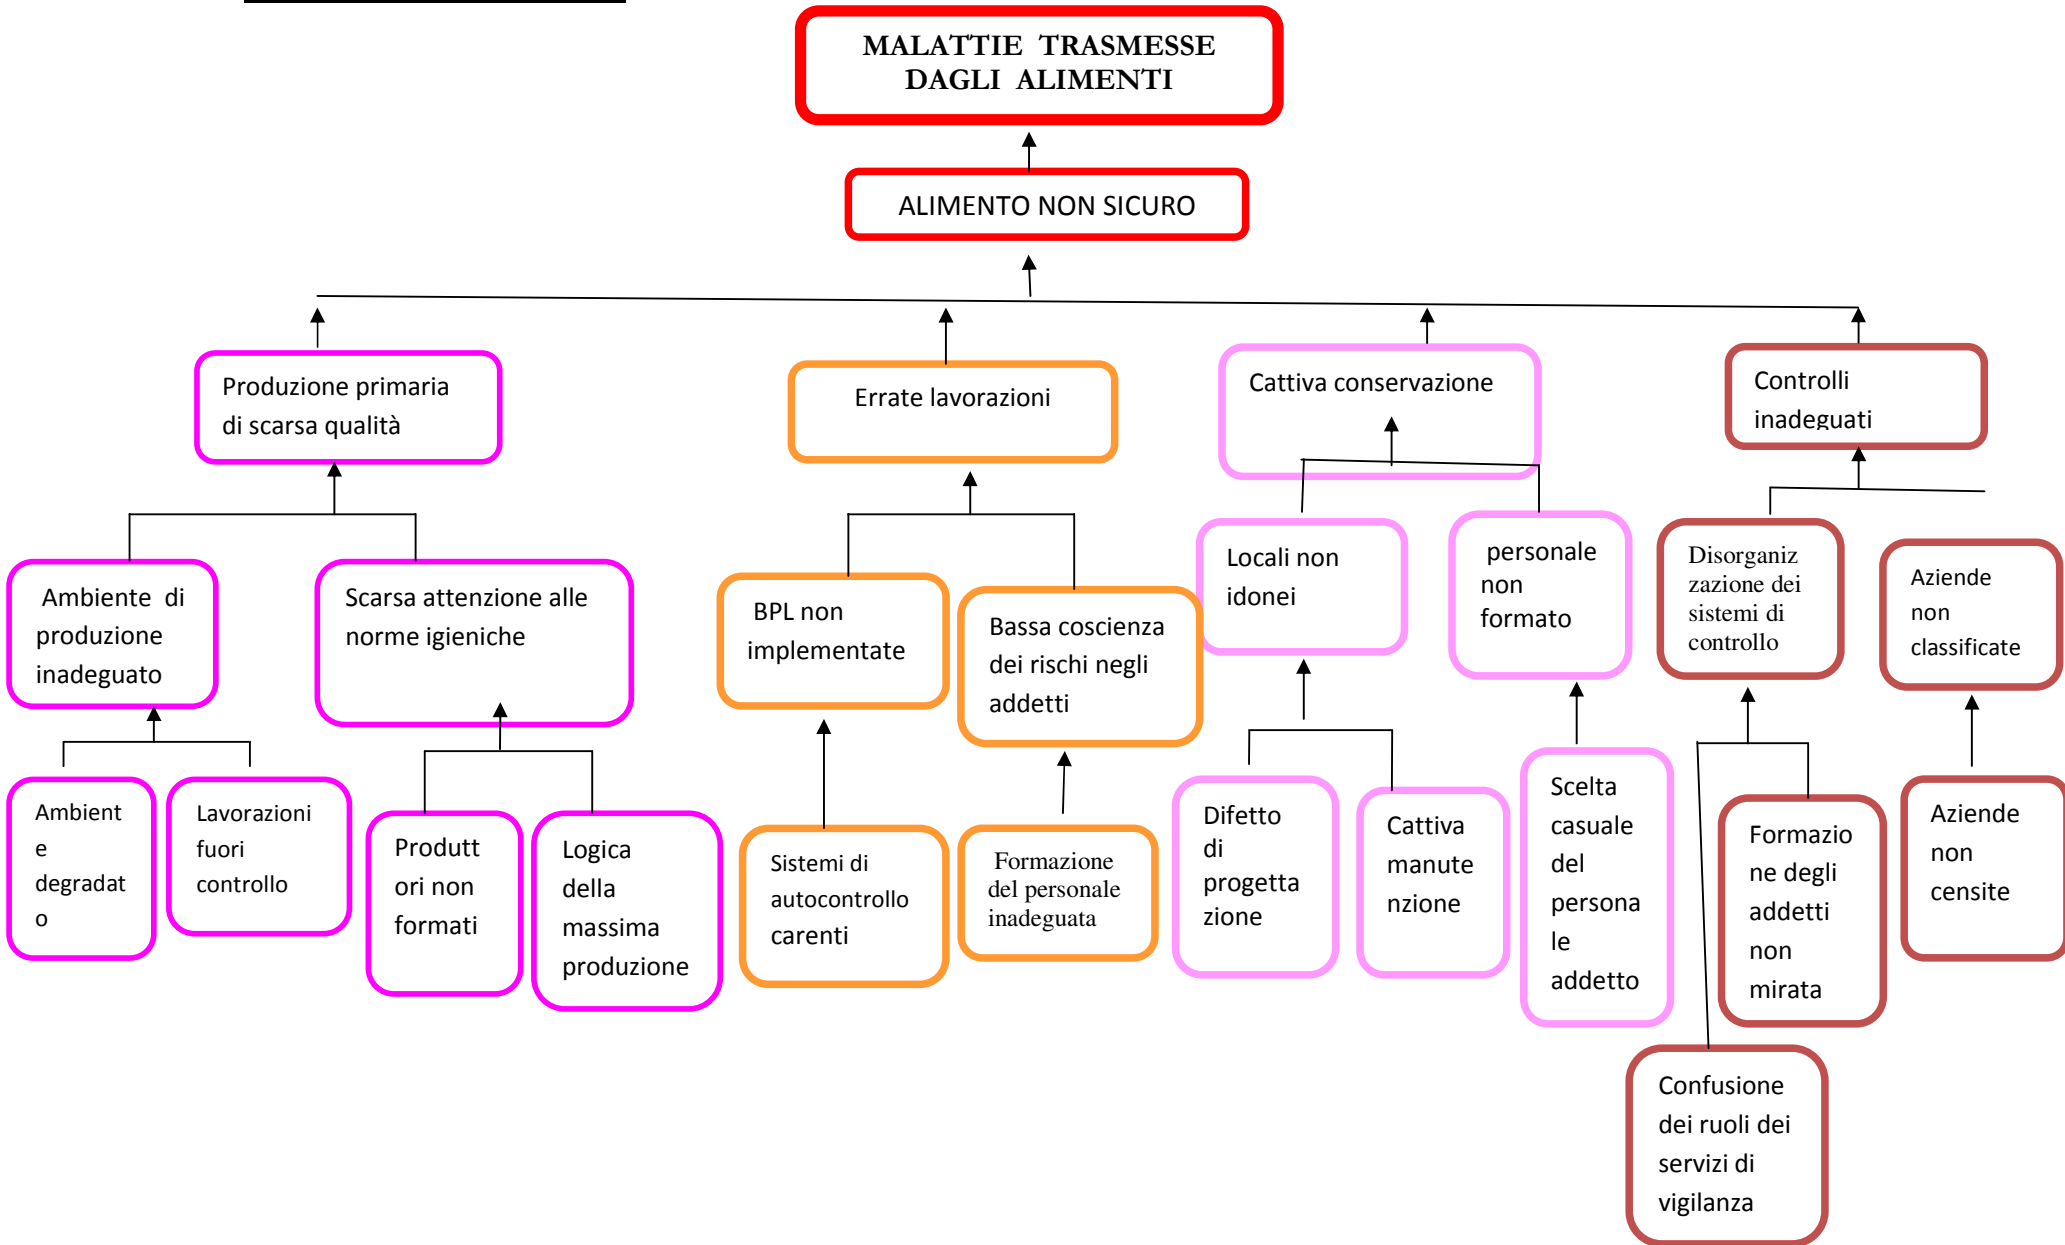 MALATTIE TRASMESSE
DAGLI ALIMENTI
ALIMENTO NON SICURO
Produzione primaria
di scarsa qualità
Errate lavorazioni
Cattiva conservazione
Controlli
inadeguati
Ambiente di
produzione
inadeguato
Scarsa attenzione alle
norme igieniche
BPL non
implementate
Bassa coscienza
dei rischi negli
addetti
Locali non
idonei
personale
non
formato
Disorganiz
zazione dei
sistemi di
controllo
Aziende
non
classificate
Ambient
e
degradat
o
Lavorazioni
fuori
controllo
Produtt
ori non
formati
Logica
della
massima
produzione
Sistemi di
autocontrollo
carenti
Formazione
del personale
inadeguata
Difetto
di
progetta
zione
Cattiva
manute
nzione
Scelta
casuale
del
persona
le
addetto
Formazio
ne degli
addetti
non
mirata
Aziende
non
censite
Confusione
dei ruoli dei
servizi di
vigilanza